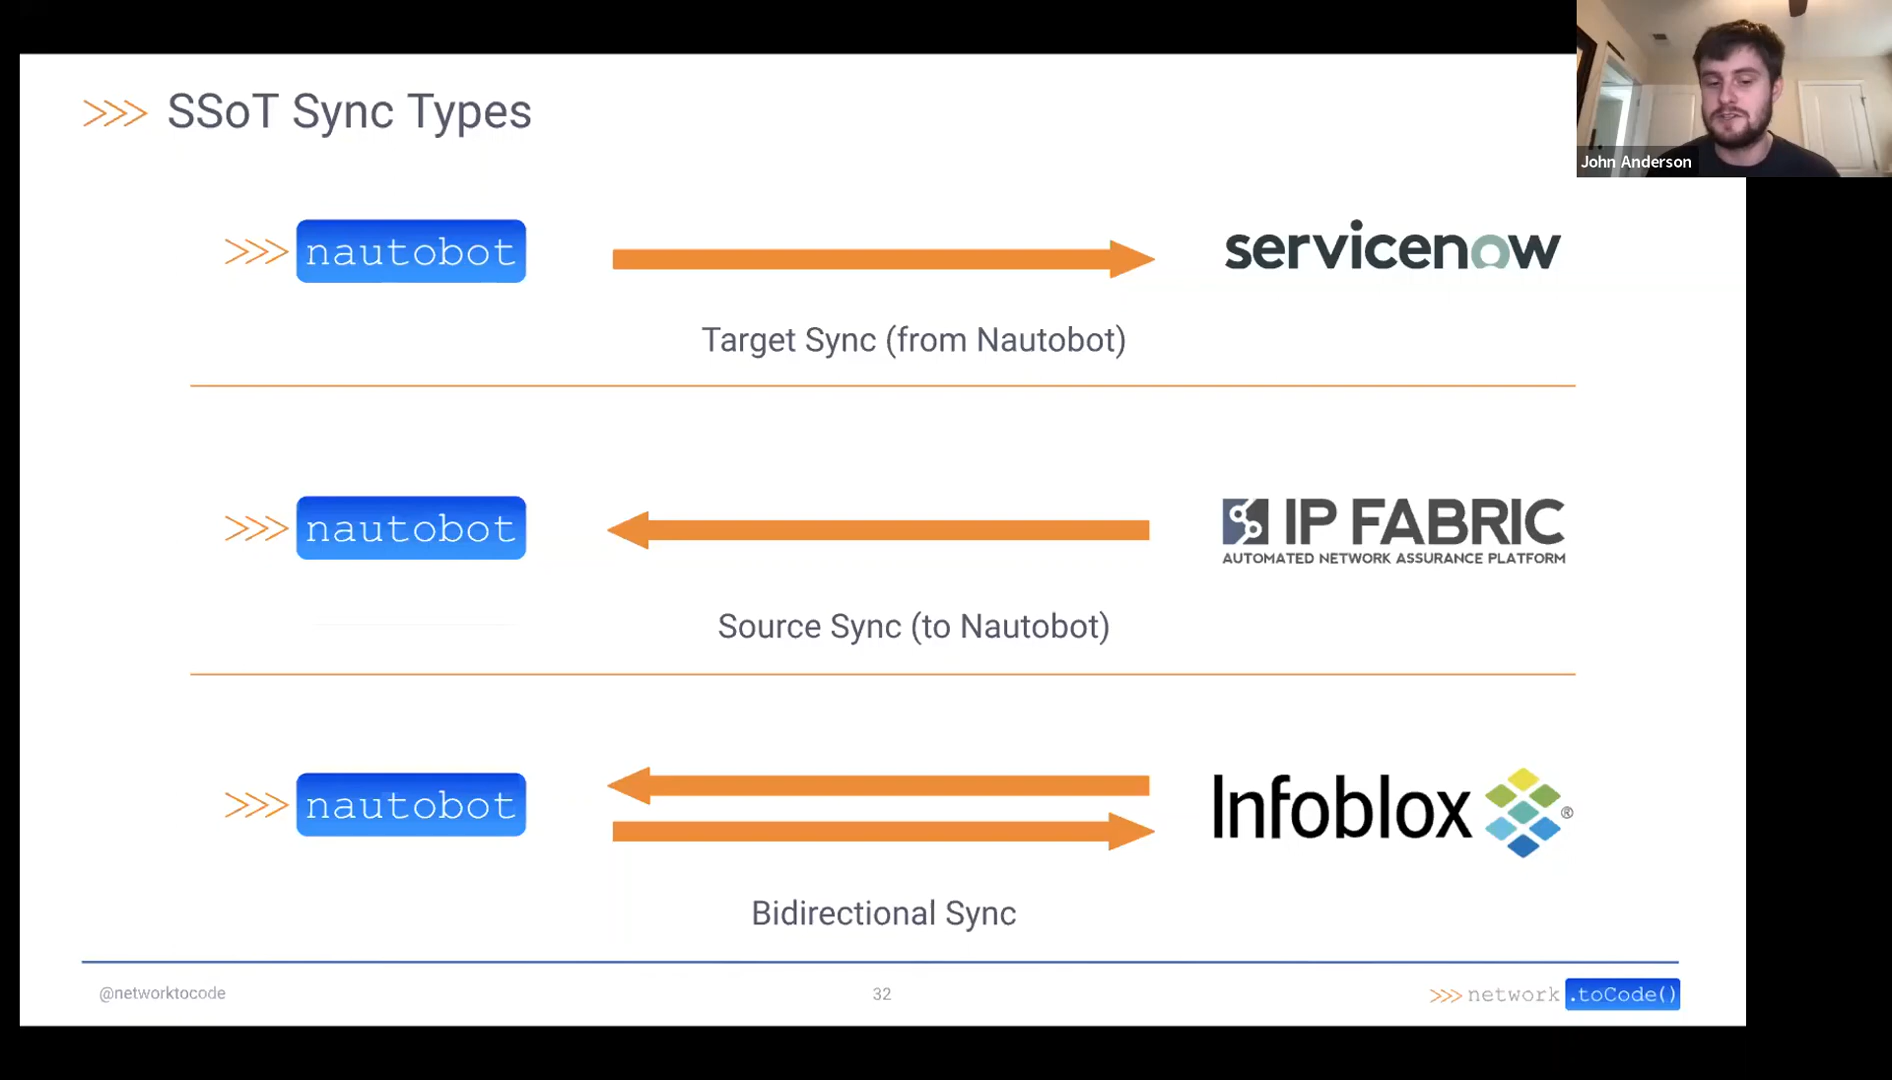 >>> SSoT Sync Types
John Anderson
>>> nautobot
servicenow
Target Sync (from Nautobot)
>>> nautobot
IP FABRIC
AUTOMATED NETWORK ASSURANCE PLATFORM
Source Sync (to Nautobot)
>>> nautobot
Infoblox ®
Bidirectional Sync
@networktocode
32
>>> network .toCode()